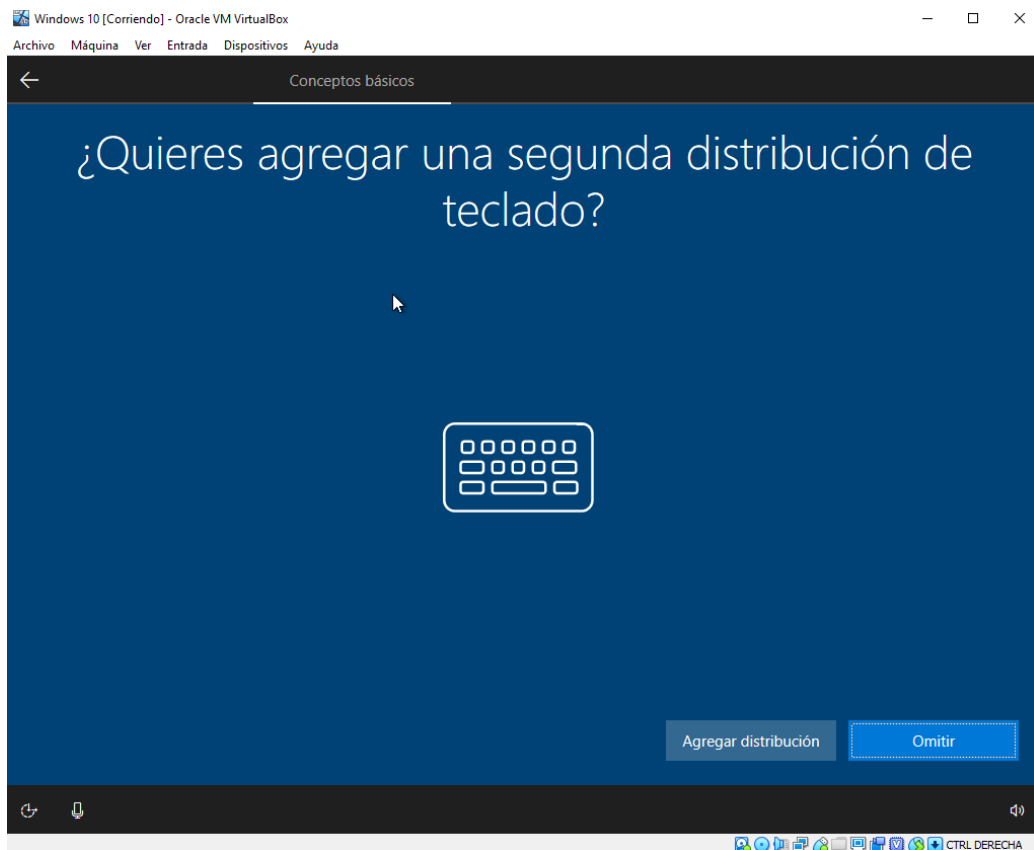 Windows 10 [Corriendo] - Oracle VM VirtualBox
Archivo Máquina Ver Entrada Dispositivos Ayuda
Conceptos básicos
¿Quieres agregar una segunda distribución de
teclado?
Agregar distribución Omitir
CTRL DERECHA